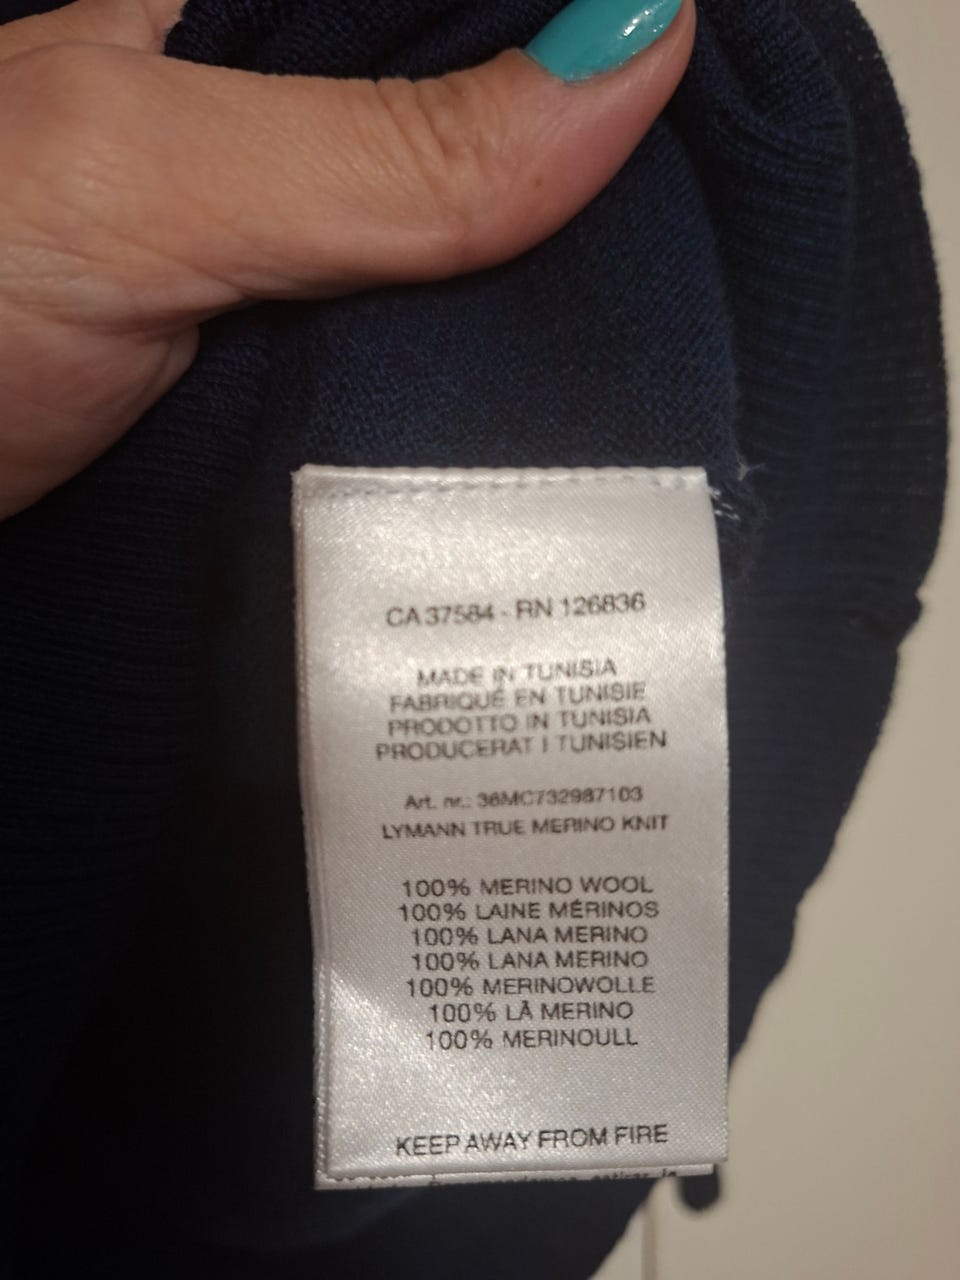 CA 37584 - RN 126836
MADE IN TUNISIA
FABRIQUÉ EN TUNISIE
PRODOTTO IN TUNISIA
PRODUCERAT I TUNISIEN
Art. nr.: 36MC732987103
LYMANN TRUE MERINO KNIT
100% MERINO WOOL
100% LAINE MÉRINOS
100% LANA MERINO
100% LANA MERINO
100% MERINOWOLLE
100% LÃ MERINO
100% MERINOULL
KEEP AWAY FROM FIRE